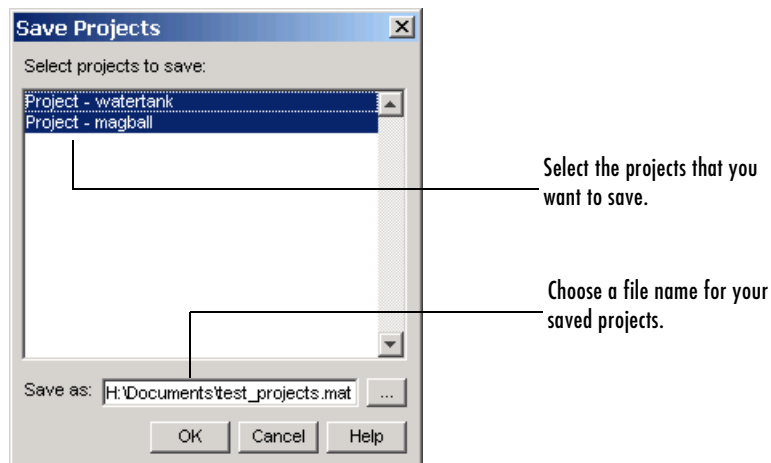 Save Projects
Select projects to save:
Project - watertank
Project - magball
Select the projects that you
want to save.
Choose a file name for your
saved projects.
Save as: H:\Documents\test_projects.mat ...
OK Cancel Help